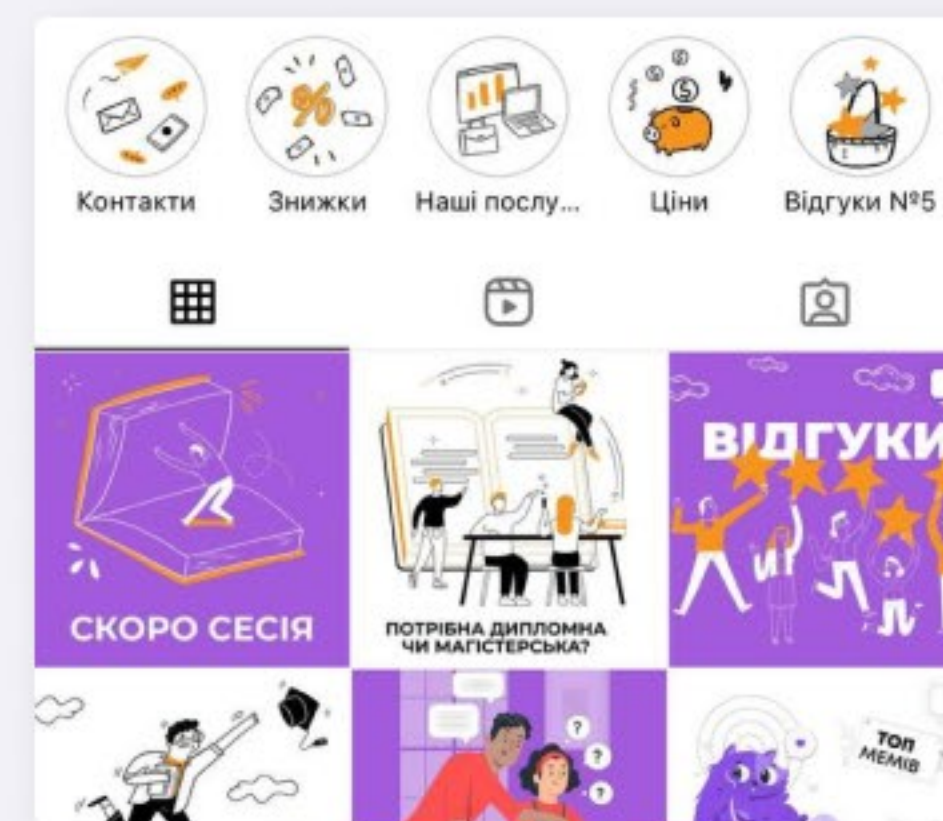 Контакти
Знижки
Наші послу...
Ціни
Відгуки №5
СКОРО СЕСІЯ
ПОТРІБНА ДИПЛОМНА
ЧИ МАГІСТЕРСЬКА?
ВІДГУКИ
ТОП
МЕМІВ